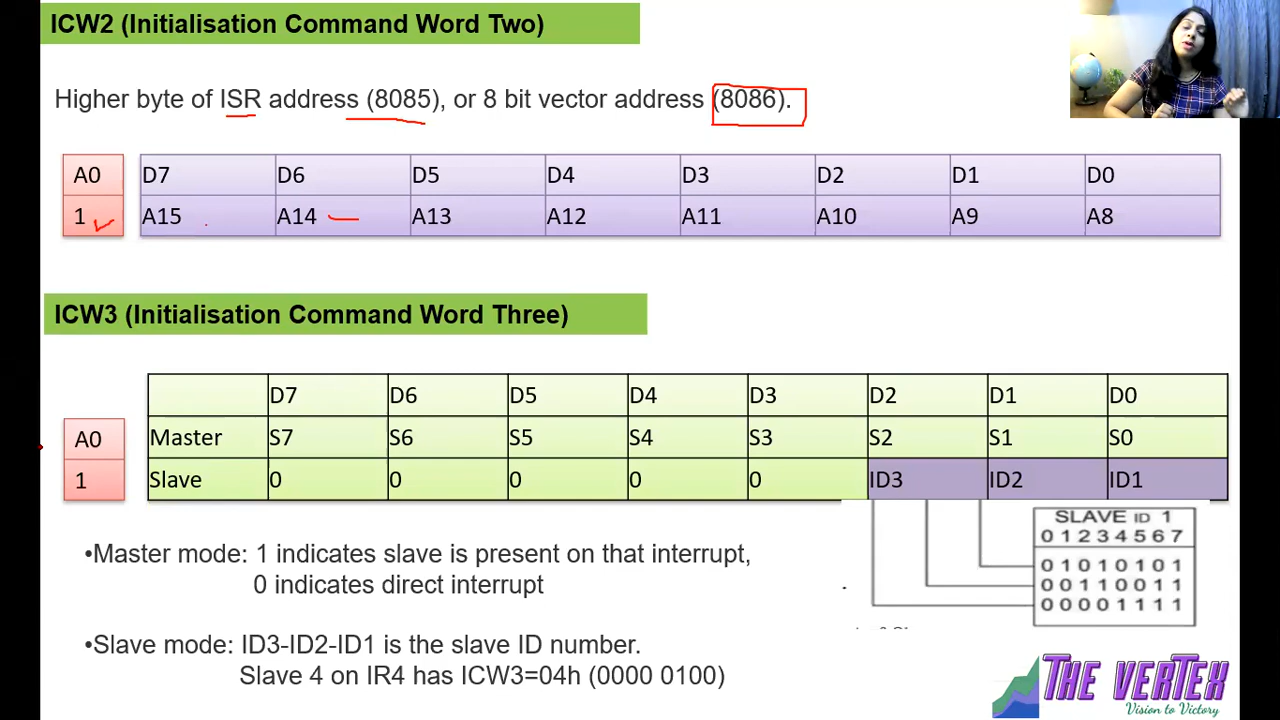 ICW2 (Initialisation Command Word Two)
Higher byte of ISR address (8085), or 8 bit vector address (8086).
A0 D7 D6 D5 D4 D3 D2 D1 D0
1 A15 A14 A13 A12 A11 A10 A9 A8
ICW3 (Initialisation Command Word Three)
D7 D6 D5 D4 D3 D2 D1 D0
A0 Master S7 S6 S5 S4 S3 S2 S1 S0
1 Slave 0 0 0 0 0 ID3 ID2 ID1
SLAVE ID 1
0 1 2 3 4 5 6 7
0 1 0 1 0 1 0 1
0 0 1 1 0 0 1 1
0 0 0 0 1 1 1 1
•Master mode: 1 indicates slave is present on that interrupt,
0 indicates direct interrupt
•Slave mode: ID3-ID2-ID1 is the slave ID number.
Slave 4 on IR4 has ICW3=04h (0000 0100)
THE VERTEX
Vision to Victory